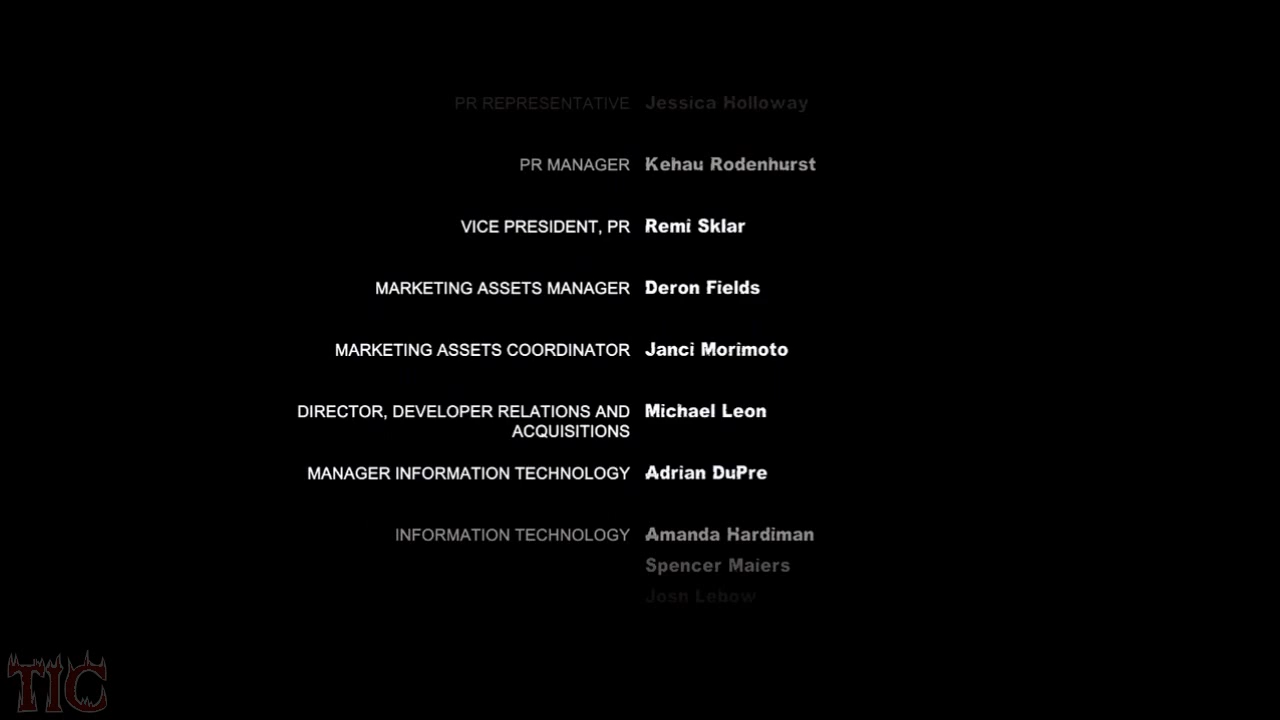 PR REPRESENTATIVE Jessica Holloway
PR MANAGER Kehau Rodenhurst
VICE PRESIDENT, PR Remi Sklar
MARKETING ASSETS MANAGER Deron Fields
MARKETING ASSETS COORDINATOR Janci Morimoto
DIRECTOR, DEVELOPER RELATIONS AND Michael Leon
ACQUISITIONS
MANAGER INFORMATION TECHNOLOGY Adrian DuPre
INFORMATION TECHNOLOGY Amanda Hardiman
Spencer Maiers
Josh Lebow
TIC